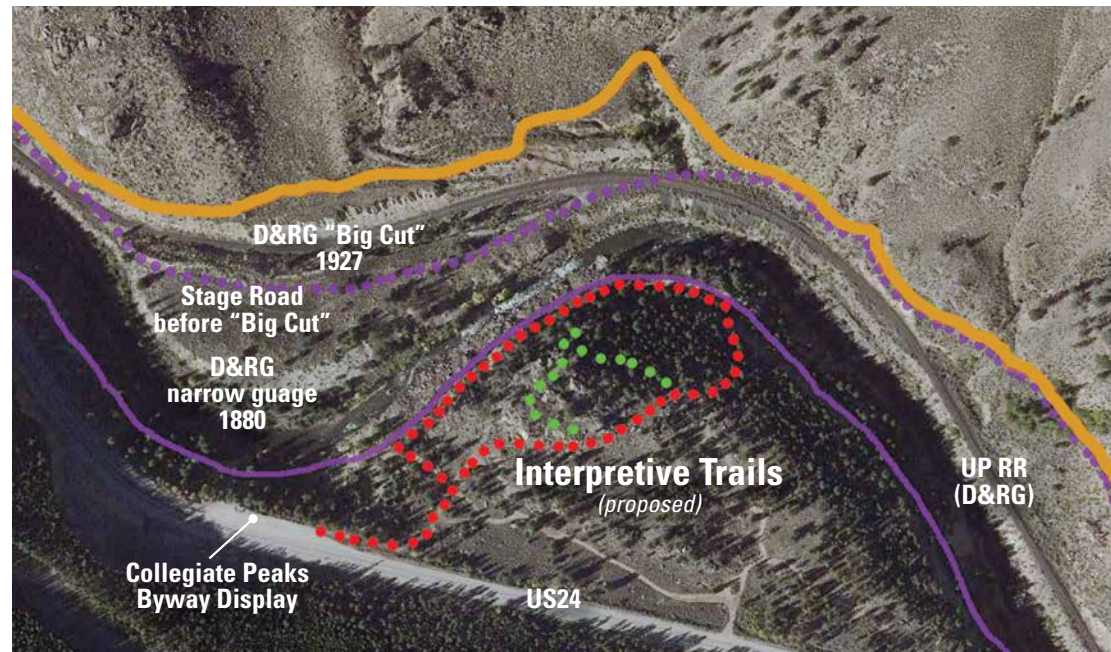 D&RG “Big Cut”
1927
Stage Road
before “Big Cut”
D&RG
narrow guage
1880
Interpretive Trails
(proposed)
UP RR
(D&RG)
Collegiate Peaks
Byway Display
US24